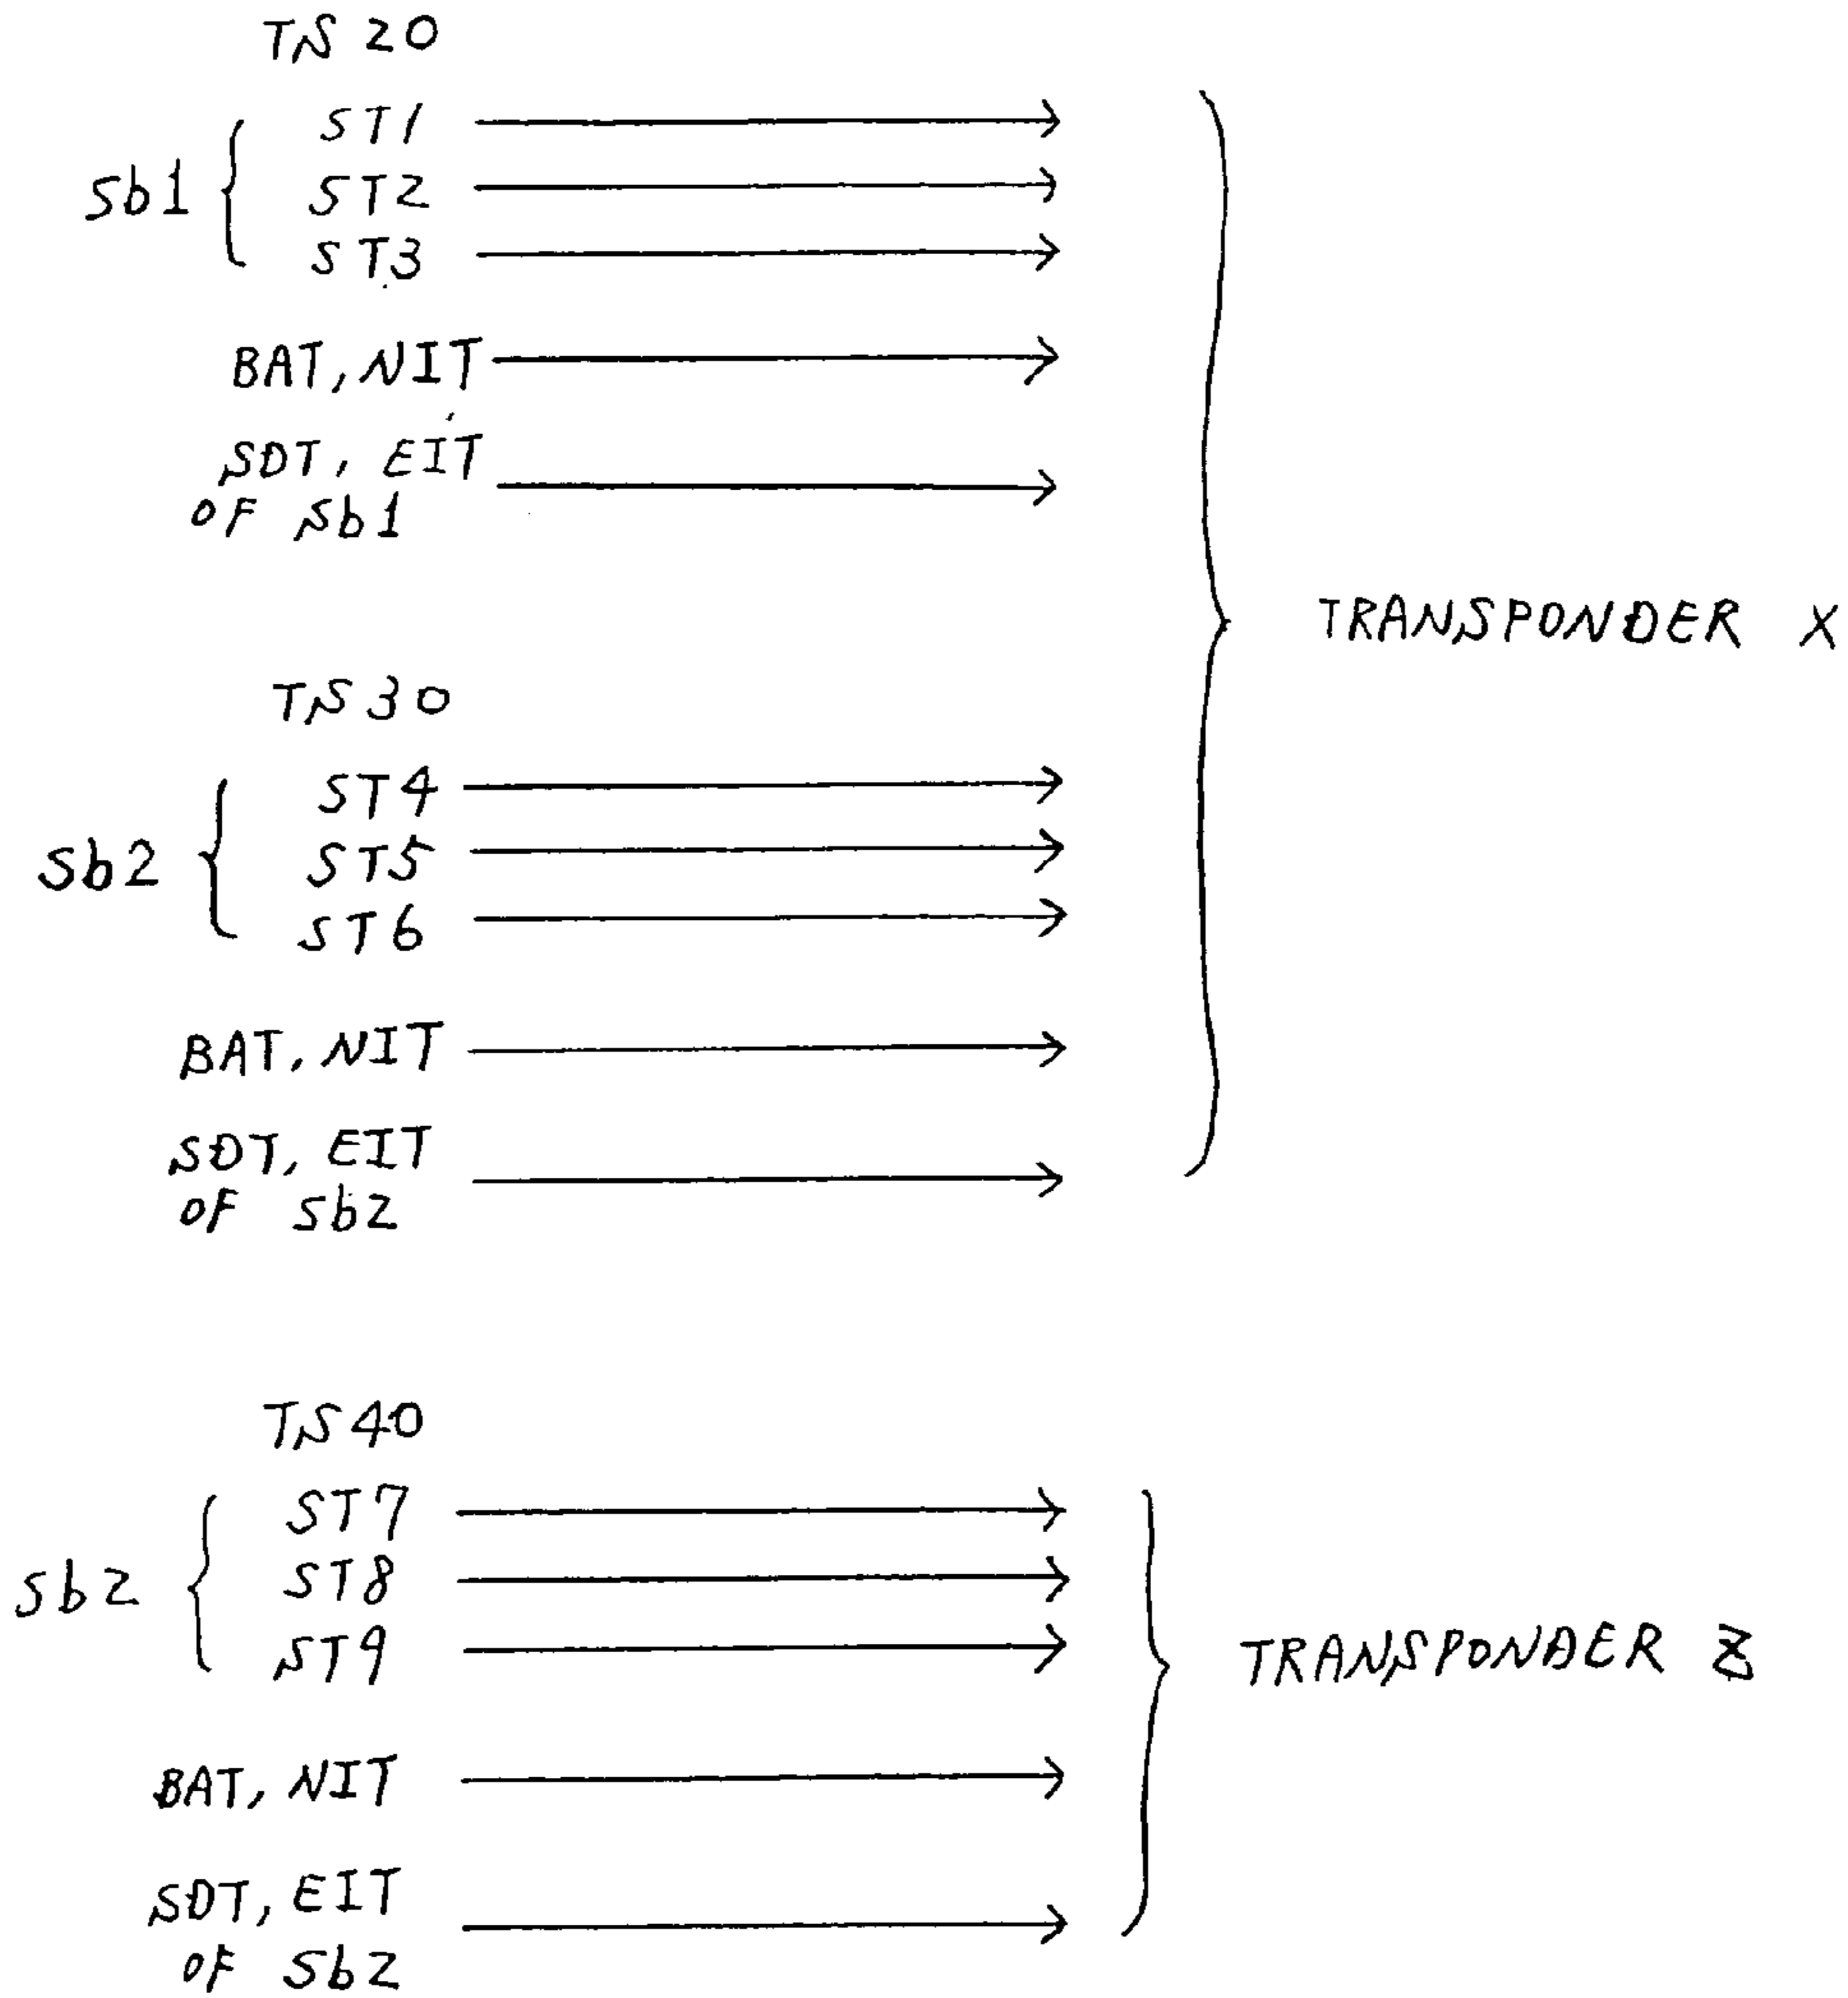 TS 20
ST1
sb1
ST2
ST3
BAT, NIT
SDT, EIT
OF sb1
TRANSPONDER X
TS 30
ST4
sb2
ST5
ST6
BAT, NIT
SDT, EIT
OF sb2
TS 40
ST7
sb2
ST8
ST9
TRANSPONDER Z
BAT, NIT
SDT, EIT
OF sb2